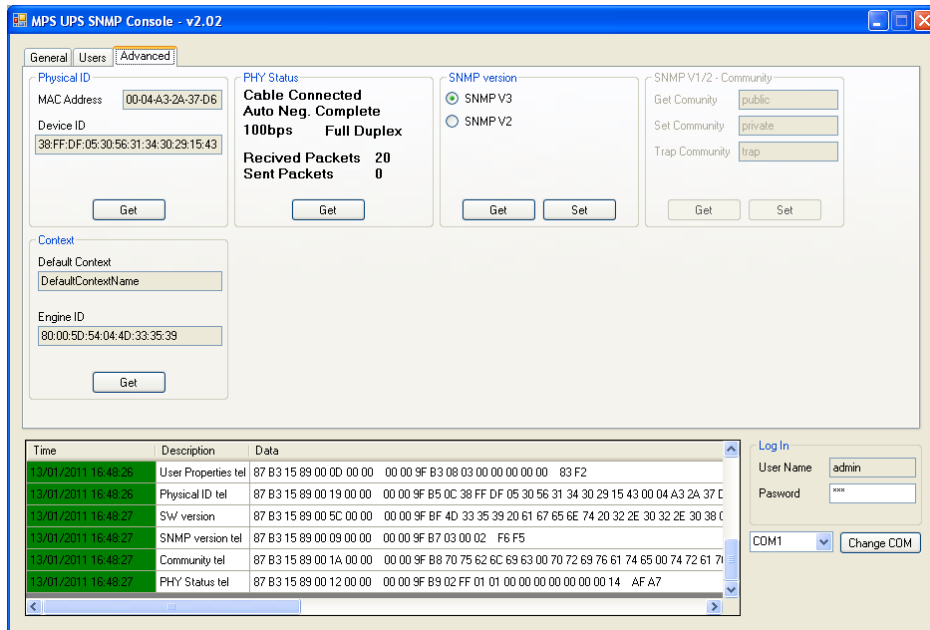 MPS UPS SNMP Console - v2.02
General Users Advanced
Physical ID
MAC Address 00-04-A3-2A-37-D6
Device ID
38:FF:DF:05:30:56:31:34:30:29:15:43
Get
PHY Status
Cable Connected
Auto Neg. Complete
100bps Full Duplex
Recived Packets 20
Sent Packets 0
Get
SNMP version
SNMP V3
SNMP V2
Get Set
SNMP V1/2 - Community
Get Comunity public
Set Community private
Trap Community trap
Get Set
Context
Default Context
DefaultContextName
Engine ID
80:00:5D:54:04:4D:33:35:39
Get
Time Description Data
13/01/2011 16:48:26 User Properties tel 87 B3 15 89 00 0D 00 00 00 00 9F B3 08 03 00 00 00 00 00 83 F2
13/01/2011 16:48:26 Physical ID tel 87 B3 15 89 00 19 00 00 00 00 9F B5 0C 38 FF DF 05 30 56 31 34 30 29 15 43 00 04 A3 2A 37 D
13/01/2011 16:48:27 SW version 87 B3 15 89 00 5C 00 00 00 00 9F BF 4D 33 35 39 20 61 67 65 6E 74 20 32 2E 30 32 2E 30 38 0
13/01/2011 16:48:27 SNMP version tel 87 B3 15 89 00 09 00 00 00 00 9F B7 03 00 02 F6 F5
13/01/2011 16:48:27 Community tel 87 B3 15 89 00 1A 00 00 00 00 9F B8 70 75 62 6C 69 63 00 70 72 69 76 61 74 65 00 74 72 61 7
13/01/2011 16:48:27 PHY Status tel 87 B3 15 89 00 12 00 00 00 00 9F B9 02 FF 01 01 00 00 00 00 00 00 00 14 AF A7
Log In
User Name admin
Pasword ***
COM1 Change COM